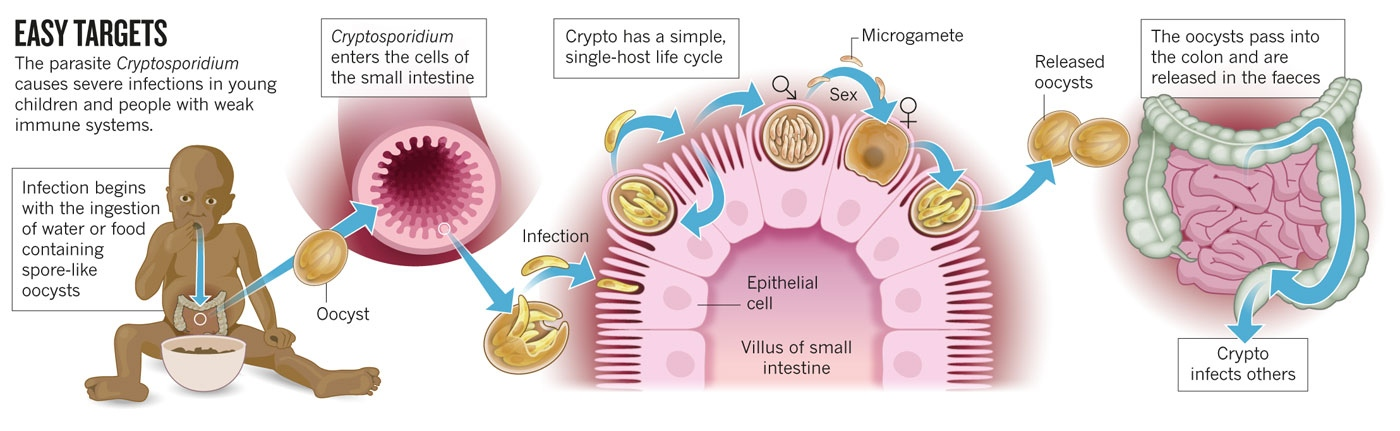 EASY TARGETS
The parasite Cryptosporidium
causes severe infections in young
children and people with weak
immune systems.
Infection begins
with the ingestion
of water or food
containing
spore-like
oocysts
Oocyst
Cryptosporidium
enters the cells of
the small intestine
Infection
Crypto has a simple,
single-host life cycle
Microgamete
Sex
♂
♀
Epithelial
cell
Villus of small
intestine
Released
oocysts
The oocysts pass into
the colon and are
released in the faeces
Crypto
infects others